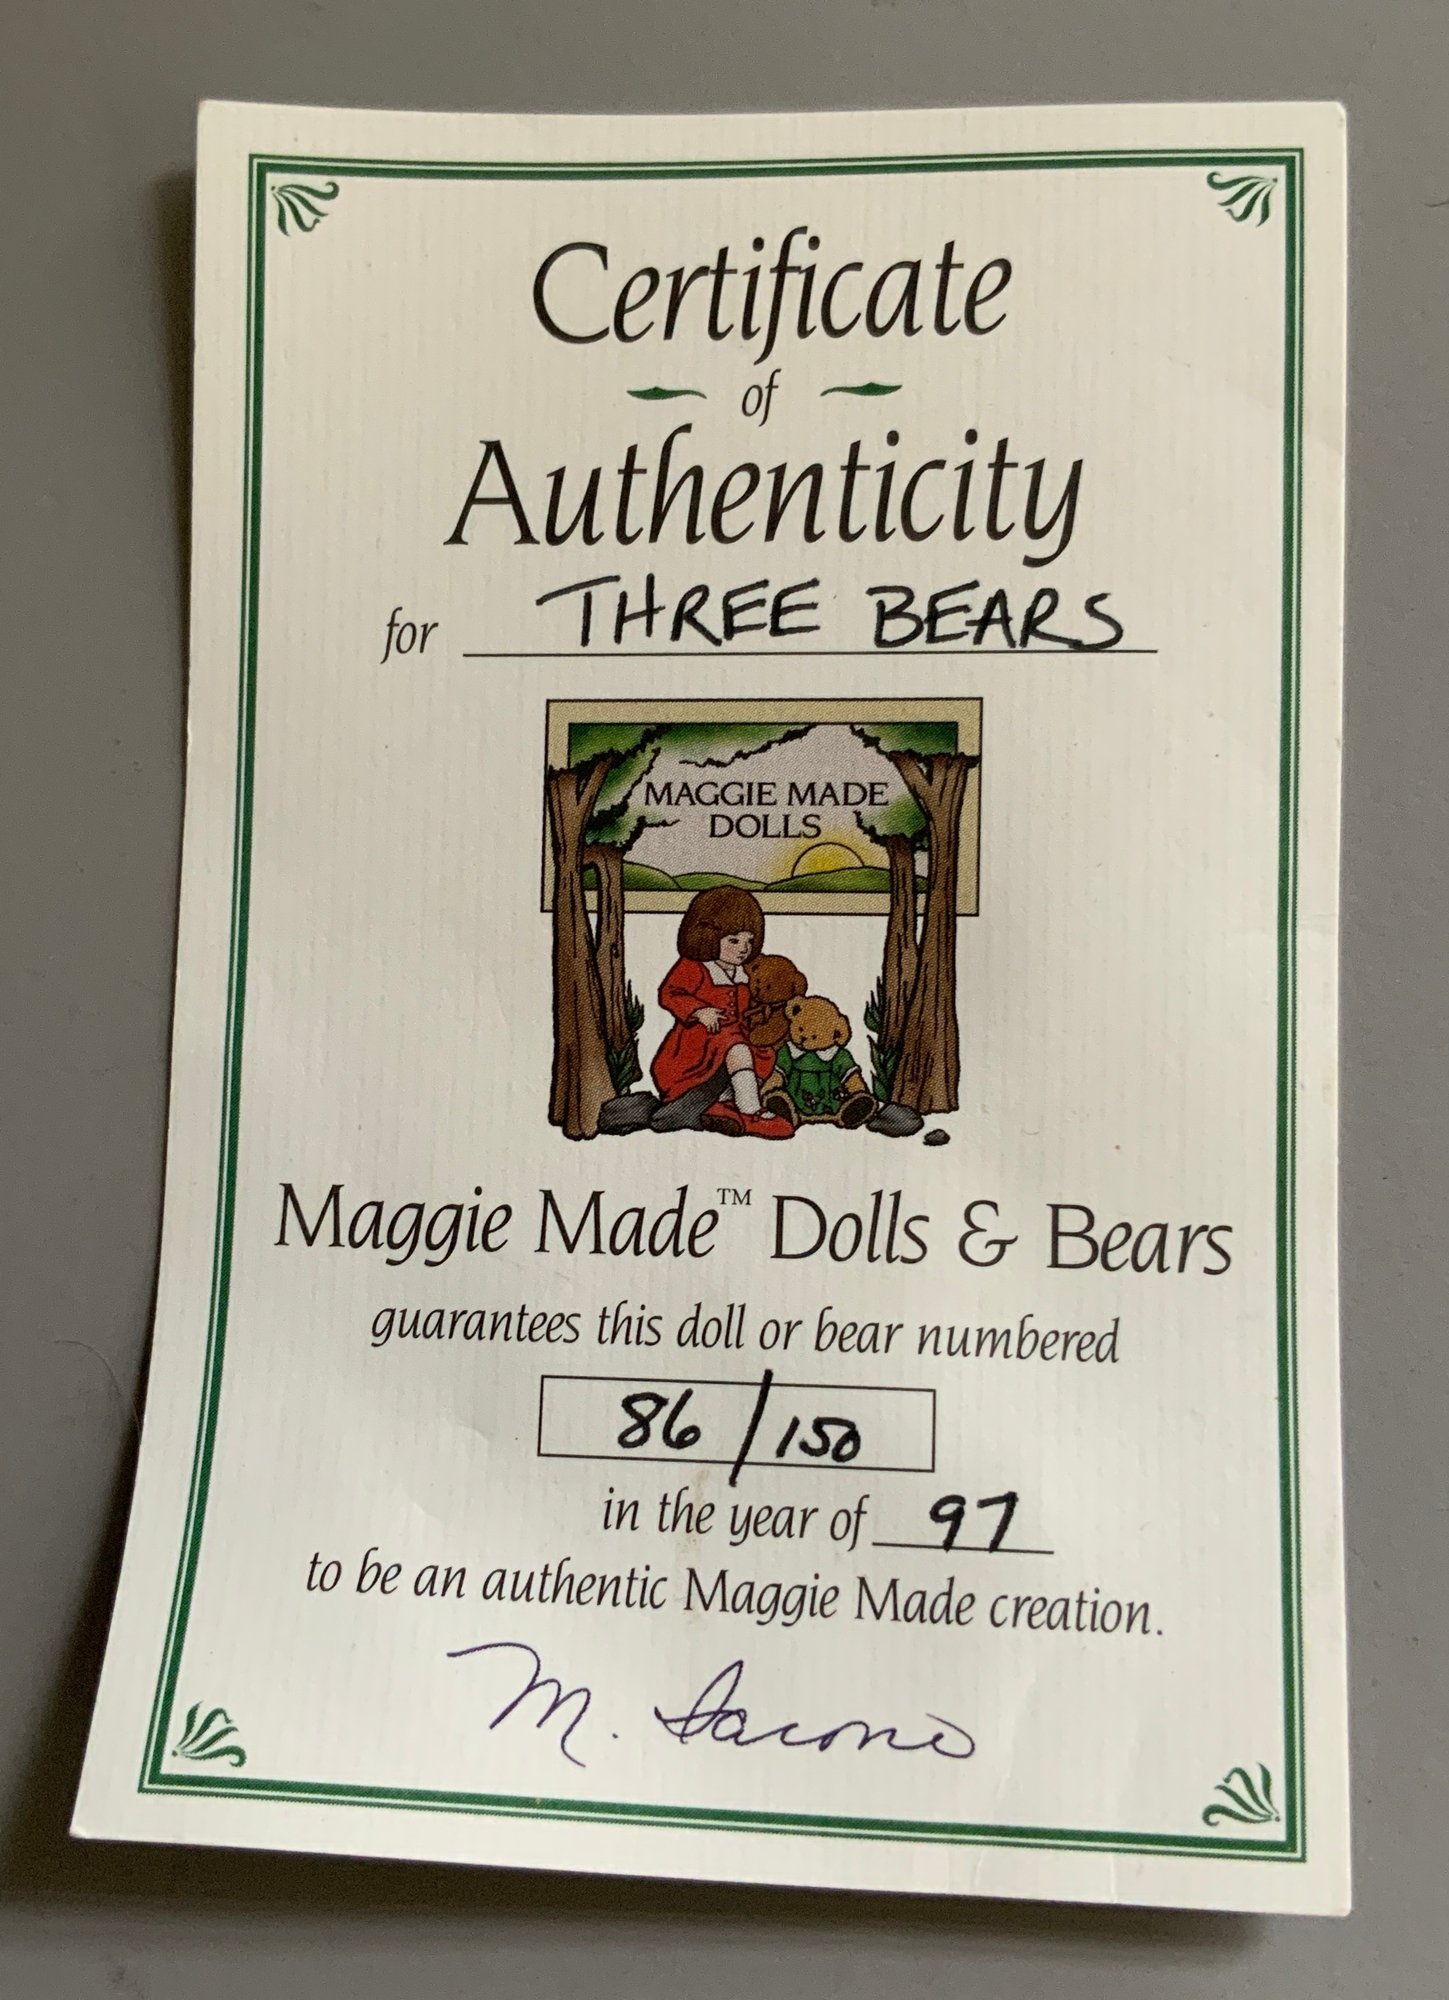 Certificate
of
Authenticity
for THREE BEARS
MAGGIE MADE
DOLLS
Maggie Made™ Dolls & Bears
guarantees this doll or bear numbered
86/150
in the year of 97
to be an authentic Maggie Made creation.
M. Iacono